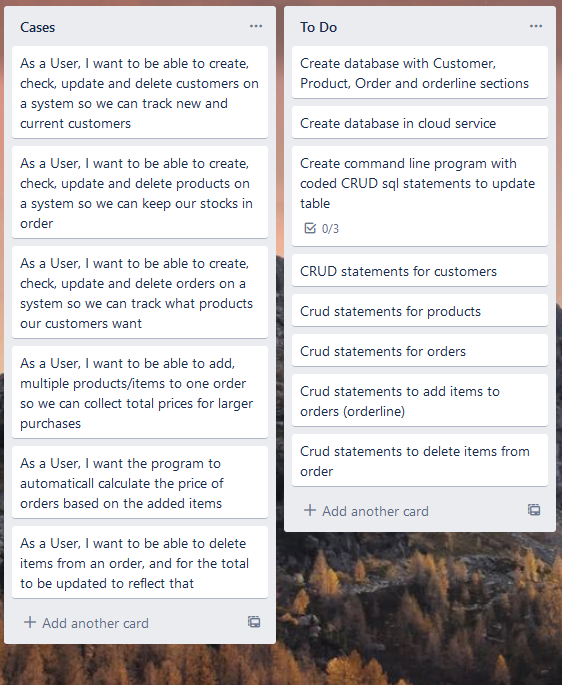 Cases
As a User, I want to be able to create,
check, update and delete customers on
a system so we can track new and
current customers
As a User, I want to be able to create,
check, update and delete products on
a system so we can keep our stocks in
order
As a User, I want to be able to create,
check, update and delete orders on a
system so we can track what products
our customers want
As a User, I want to be able to add,
multiple products/items to one order
so we can collect total prices for larger
purchases
As a User, I want the program to
automaticall calculate the price of
orders based on the added items
As a User, I want to be able to delete
items from an order, and for the total
to be updated to reflect that
Add another card
To Do
Create database with Customer,
Product, Order and orderline sections
Create database in cloud service
Create command line program with
coded CRUD sql statements to update
table
0/3
CRUD statements for customers
Crud statements for products
Crud statements for orders
Crud statements to add items to
orders (orderline)
Crud statements to delete items from
order
Add another card